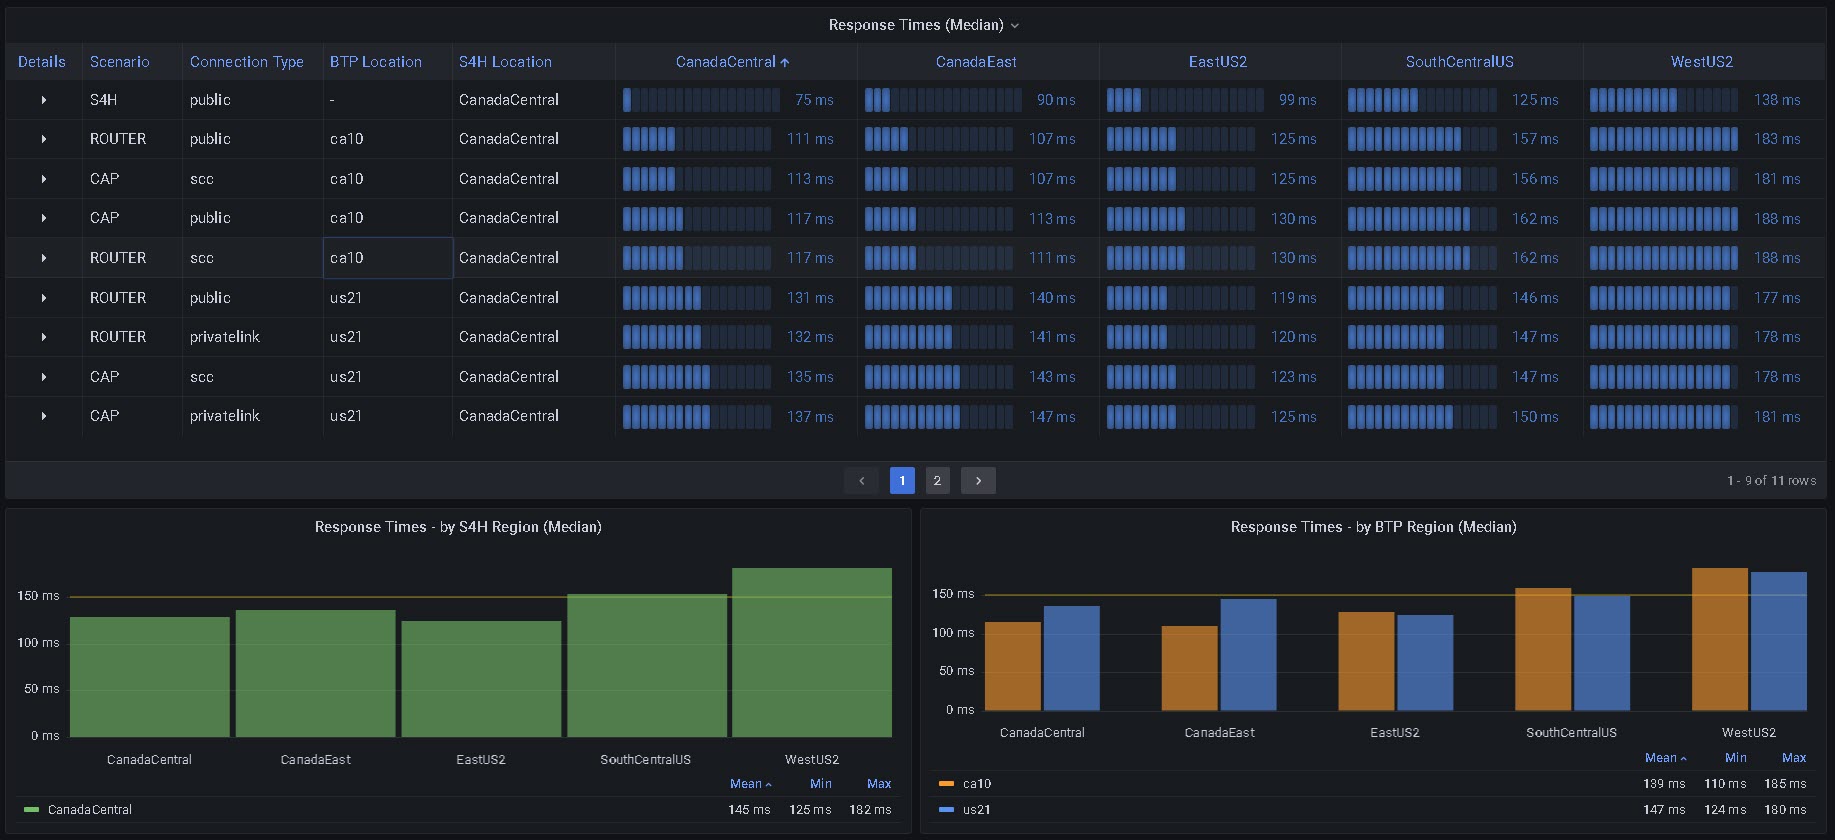 Response Times (Median)
Details Scenario Connection Type BTP Location S4H Location CanadaCentral CanadaEast EastUS2 SouthCentralUS WestUS2
S4H public - CanadaCentral 75 ms 90 ms 99 ms 125 ms 138 ms
ROUTER public ca10 CanadaCentral 111 ms 107 ms 125 ms 157 ms 183 ms
CAP scc ca10 CanadaCentral 113 ms 107 ms 125 ms 156 ms 181 ms
CAP public ca10 CanadaCentral 117 ms 113 ms 130 ms 162 ms 188 ms
ROUTER scc ca10 CanadaCentral 117 ms 111 ms 130 ms 162 ms 188 ms
ROUTER public us21 CanadaCentral 131 ms 140 ms 119 ms 146 ms 177 ms
ROUTER privatelink us21 CanadaCentral 132 ms 141 ms 120 ms 147 ms 178 ms
CAP scc us21 CanadaCentral 135 ms 143 ms 123 ms 147 ms 178 ms
CAP privatelink us21 CanadaCentral 137 ms 147 ms 125 ms 150 ms 181 ms
1 2 1 - 9 of 11 rows
Response Times - by S4H Region (Median)
150 ms
100 ms
50 ms
0 ms
CanadaCentral CanadaEast EastUS2 SouthCentralUS WestUS2
Mean Min Max
CanadaCentral 145 ms 125 ms 182 ms
Response Times - by BTP Region (Median)
150 ms
100 ms
50 ms
0 ms
CanadaCentral CanadaEast EastUS2 SouthCentralUS WestUS2
Mean Min Max
ca10 139 ms 110 ms 185 ms
us21 147 ms 124 ms 180 ms